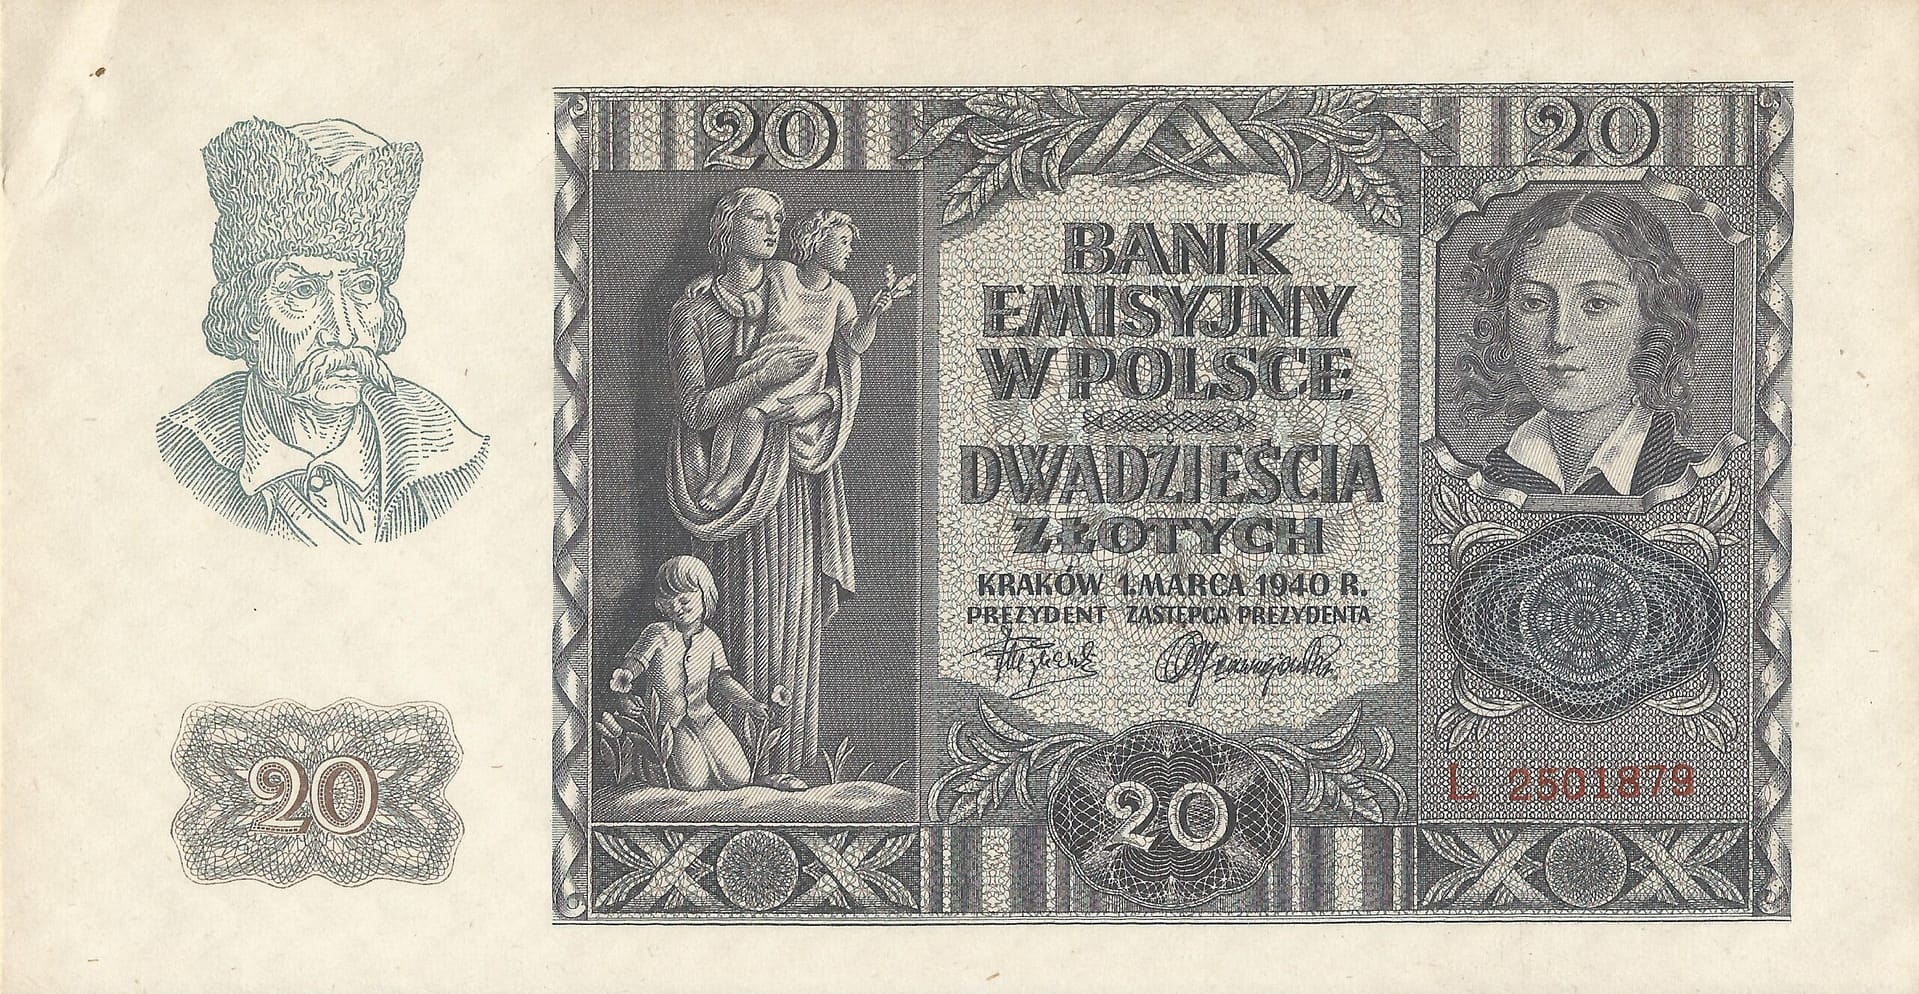 20
20
BANK
EMISYJNY
W POLSCE
DWADZIEŚCIA
ZŁOTYCH
KRAKÓW 1.MARCA 1940 R.
PREZYDENT ZASTĘPCA PREZYDENTA
L 2501879
20
20